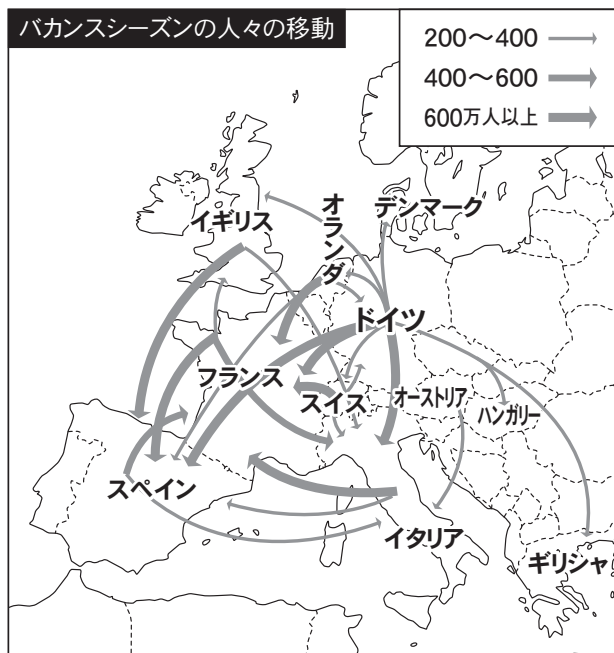 バカンスシーズンの人々の移動
200〜400
400〜600
600万人以上
イギリス
オランダ
デンマーク
ドイツ
フランス
スイス
オーストリア
ハンガリー
スペイン
イタリア
ギリシャ